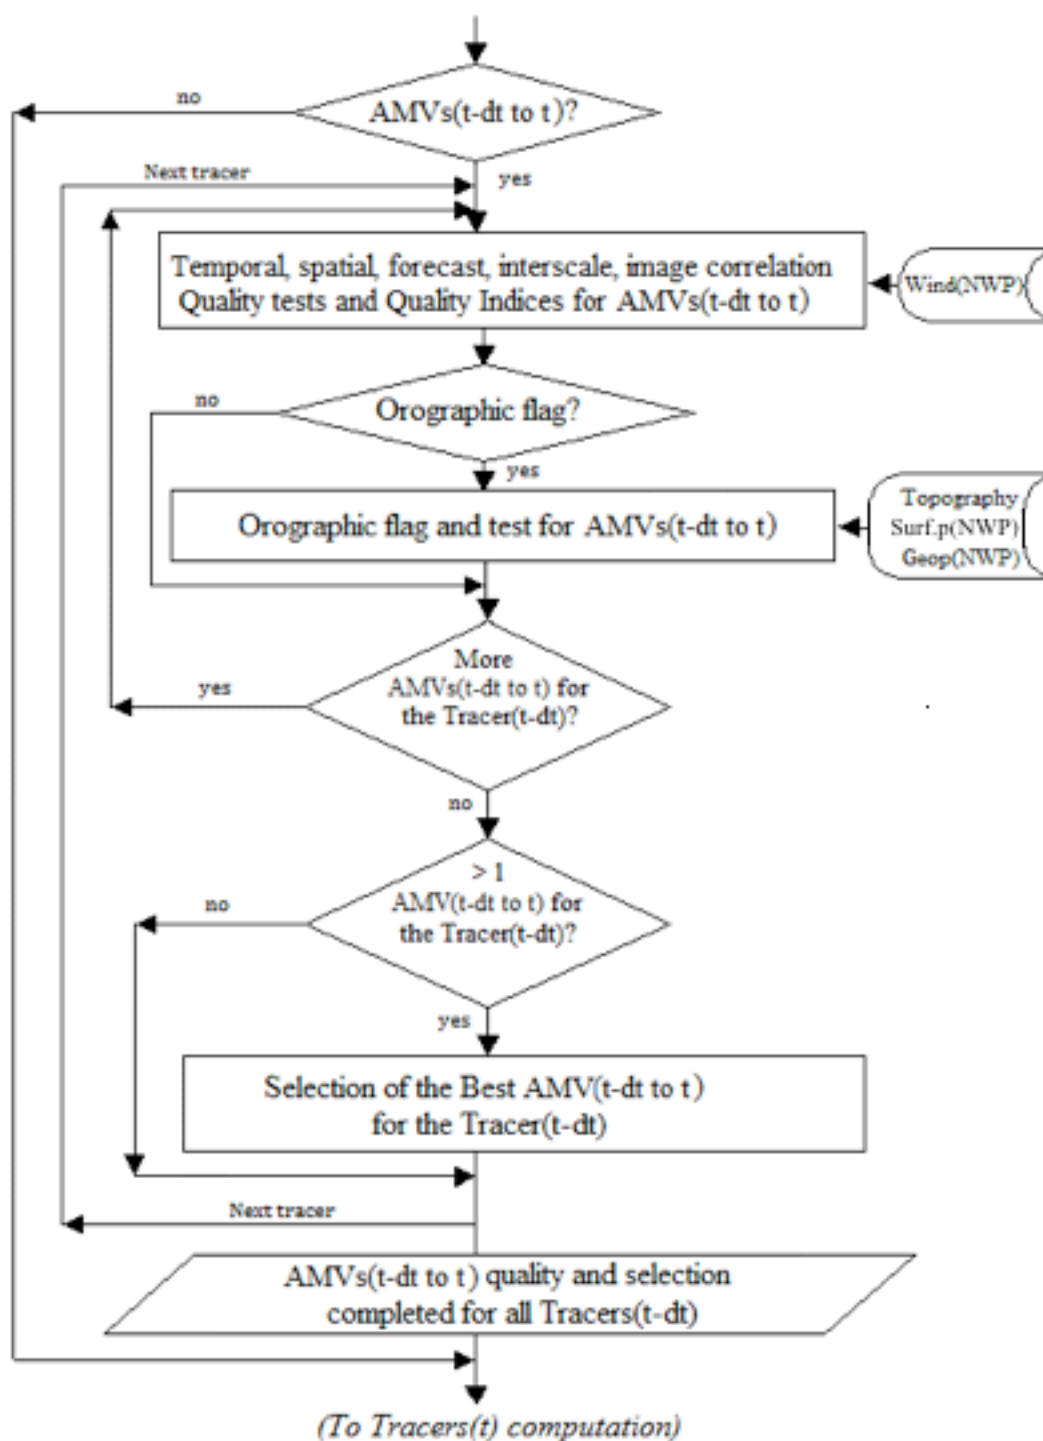 AMVs(t-dt to t)?
no
yes
Next tracer
Temporal, spatial, forecast, interscale, image correlation
Quality tests and Quality Indices for AMVs(t-dt to t)
Wind(NWP)
Orographic flag?
no
yes
Orographic flag and test for AMVs(t-dt to t)
Topography
Surf.p(NWP)
Geop(NWP)
More
AMVs(t-dt to t) for
the Tracer(t-dt)?
yes
no
> 1
AMV(t-dt to t) for
the Tracer(t-dt)?
no
yes
Selection of the Best AMV(t-dt to t)
for the Tracer(t-dt)
Next tracer
AMVs(t-dt to t) quality and selection
completed for all Tracers(t-dt)
(To Tracers(t) computation)